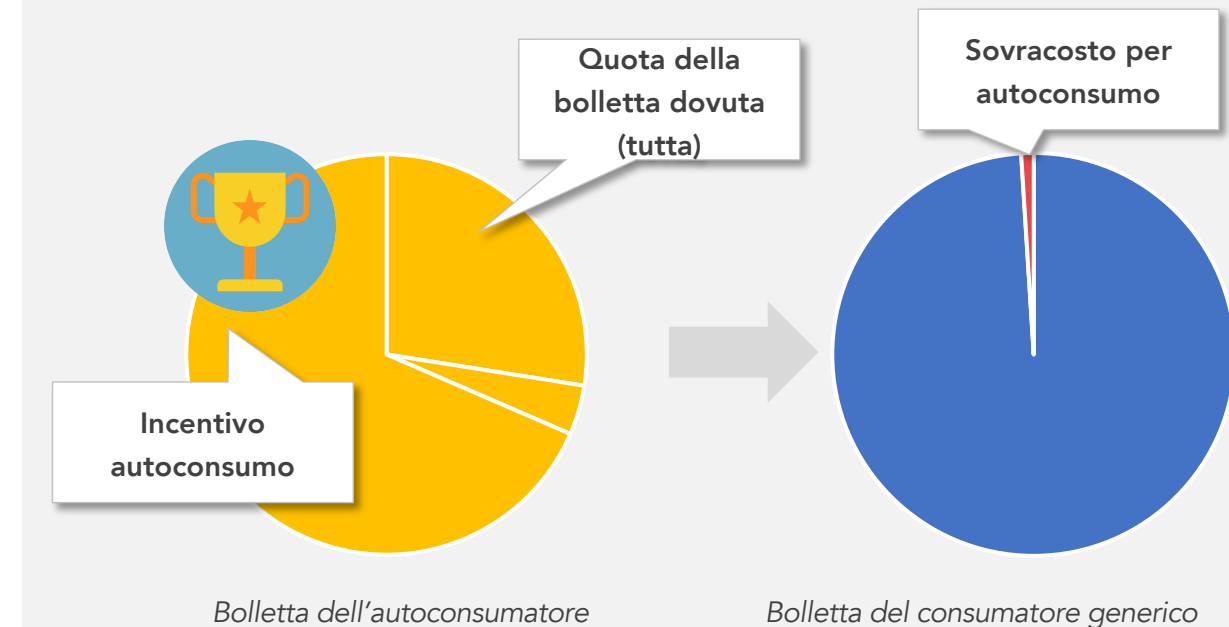 Quota della
bolletta dovuta
(tutta)
Sovracosto per
autoconsumo
Incentivo
autoconsumo
Bolletta dell'autoconsumatore
Bolletta del consumatore generico